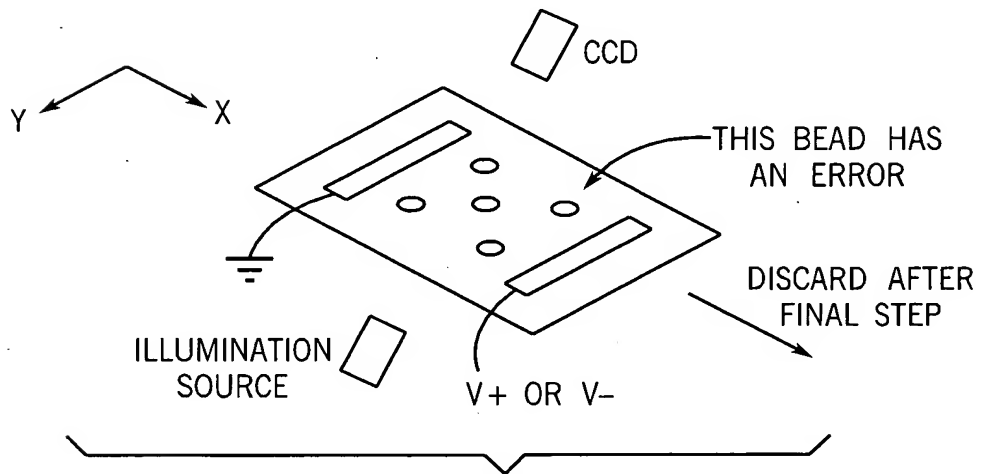 CCD
Y
X
THIS BEAD HAS
AN ERROR
DISCARD AFTER
FINAL STEP
ILLUMINATION
SOURCE
V+ OR V-